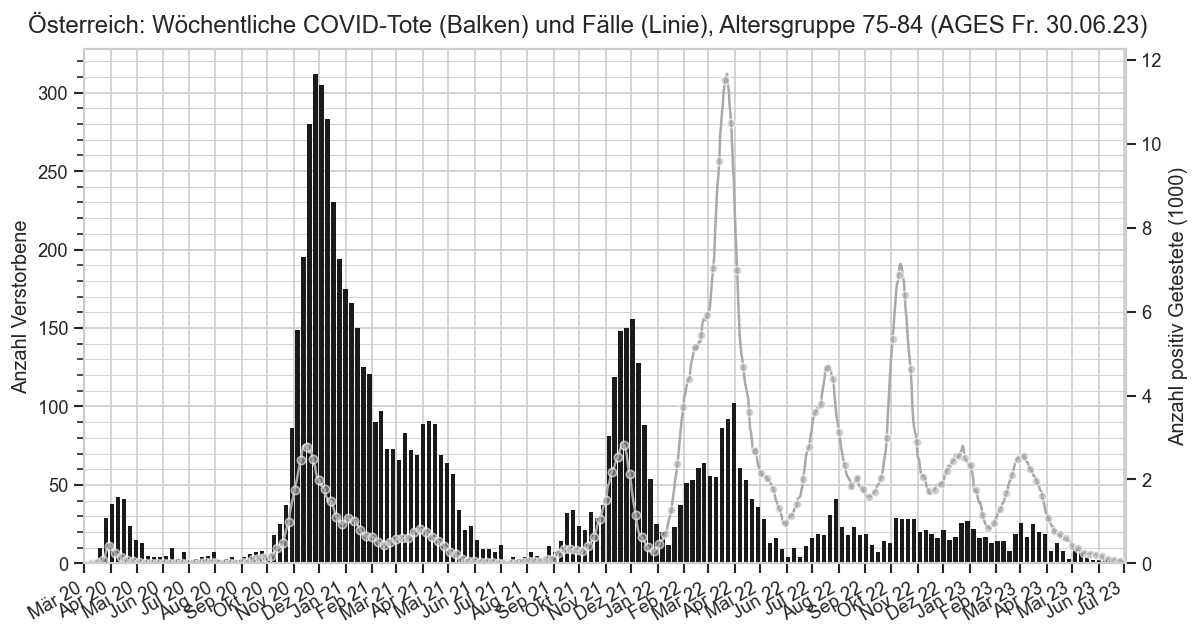 Österreich: Wöchentliche COVID-Tote (Balken) und Fälle (Linie), Altersgruppe 75-84 (AGES Fr. 30.06.23)
Anzahl Verstorbene
300
250
200
150
100
50
0
12
10
8
6
4
2
0
Anzahl positiv Getestete (1000)
Mär 20
Apr 20
Mai 20
Jun 20
Jul 20
Aug 20
Sep 20
Okt 20
Nov 20
Dez 20
Jan 21
Feb 21
Mär 21
Apr 21
Mai 21
Jun 21
Jul 21
Aug 21
Sep 21
Okt 21
Nov 21
Dez 21
Jan 22
Feb 22
Mär 22
Apr 22
Mai 22
Jun 22
Jul 22
Aug 22
Sep 22
Okt 22
Nov 22
Dez 22
Jan 23
Feb 23
Mär 23
Apr 23
Mai 23
Jun 23
Jul 23